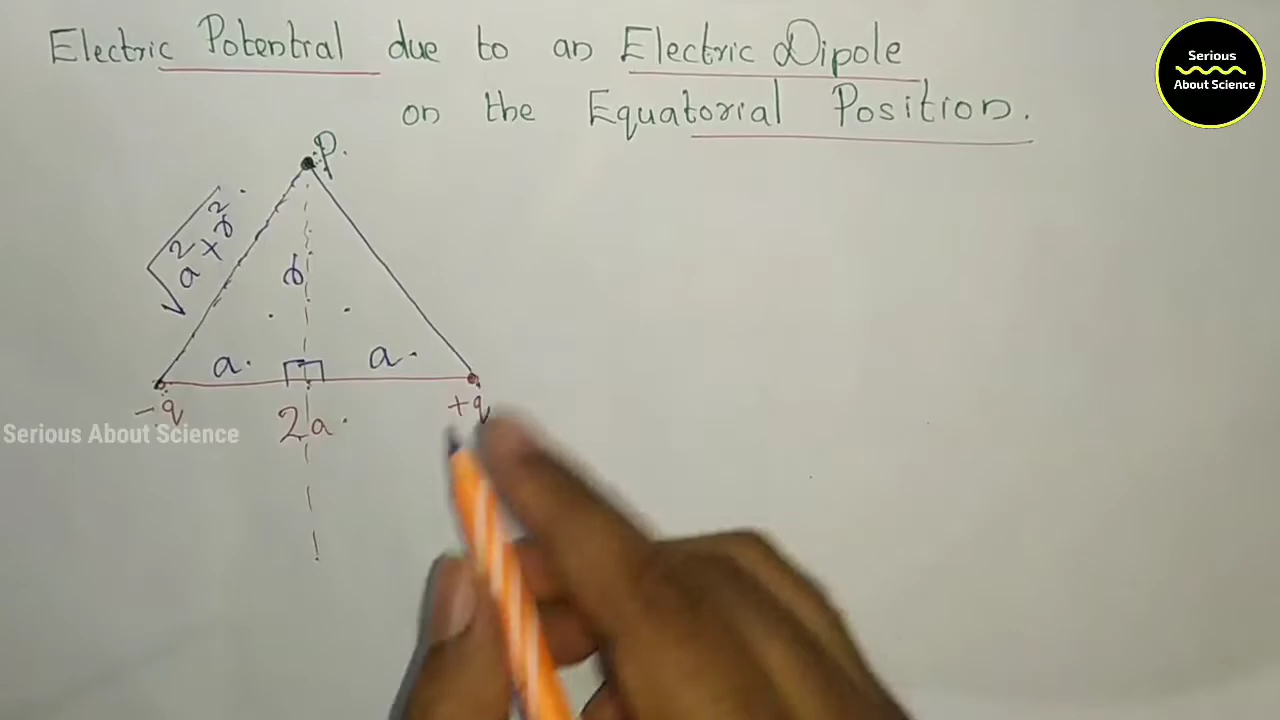 Electric Potential due to an Electric Dipole
on the Equatorial Position.
Serious
About Science
P.
√a²+r²
r
a.
a.
-q
2a.
+q
Serious About Science